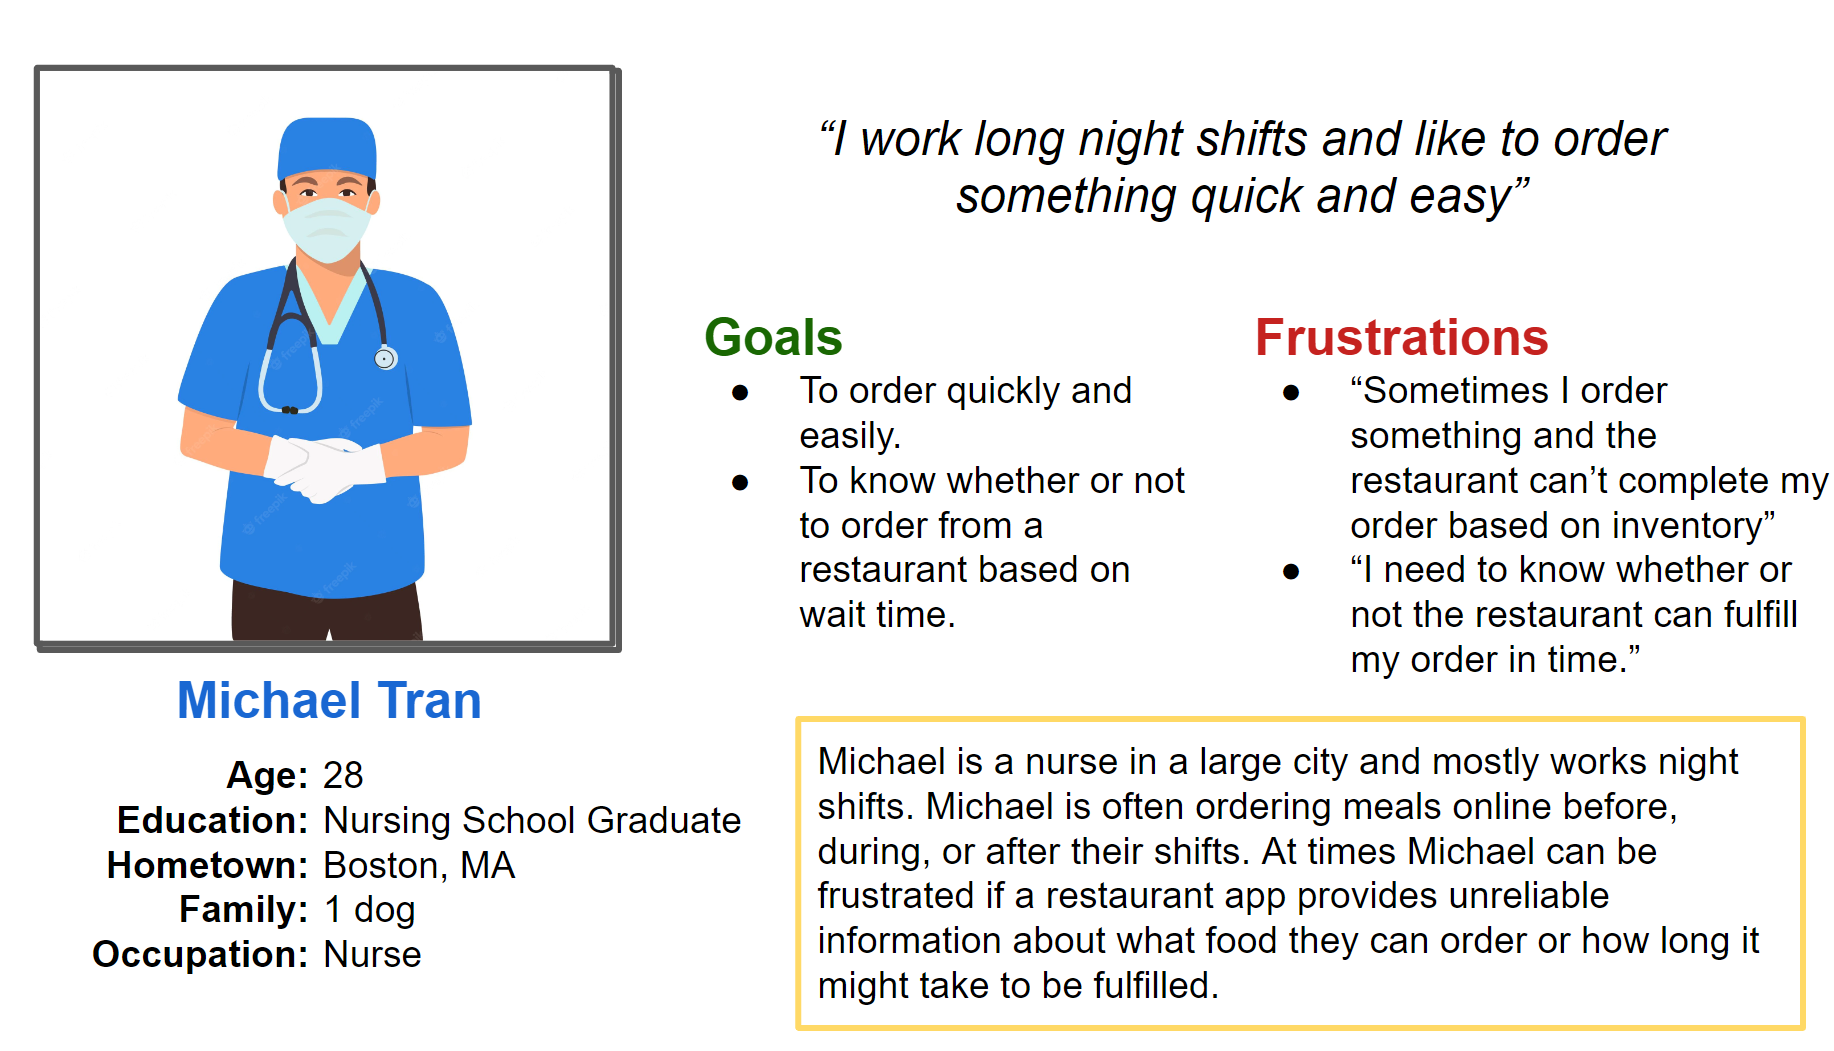 “I work long night shifts and like to order
something quick and easy”
Goals
● To order quickly and
easily.
● To know whether or not
to order from a
restaurant based on
wait time.
Frustrations
● “Sometimes I order
something and the
restaurant can’t complete my
order based on inventory”
● “I need to know whether or
not the restaurant can fulfill
my order in time.”
Michael Tran
Age: 28
Education: Nursing School Graduate
Hometown: Boston, MA
Family: 1 dog
Occupation: Nurse
Michael is a nurse in a large city and mostly works night
shifts. Michael is often ordering meals online before,
during, or after their shifts. At times Michael can be
frustrated if a restaurant app provides unreliable
information about what food they can order or how long it
might take to be fulfilled.
freepik
freepik
freepik
freepik